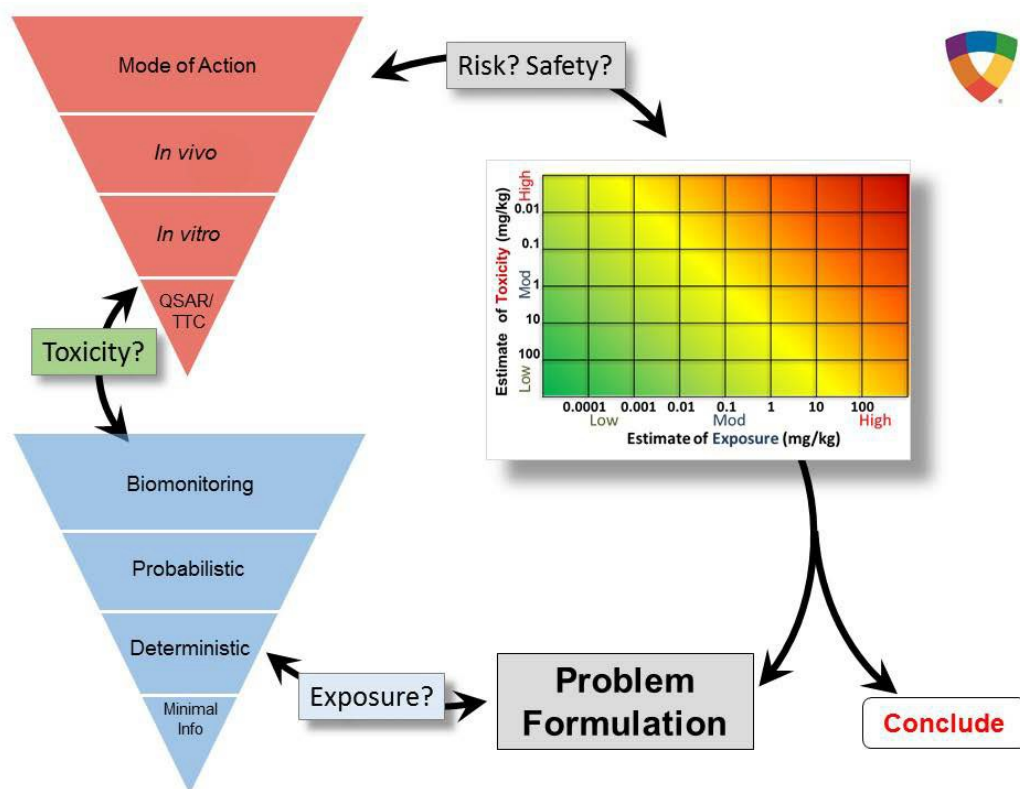 Mode of Action
In vivo
In vitro
QSAR/
TTC
Risk? Safety?
Toxicity?
Estimate of Toxicity (mg/kg)
High
Mod
Low
0.01
0.1
1
10
100
0.0001 0.001 0.01 0.1 1 10 100
Low Mod High
Estimate of Exposure (mg/kg)
Biomonitoring
Probabilistic
Deterministic
Minimal
Info
Exposure?
Problem
Formulation
Conclude
®